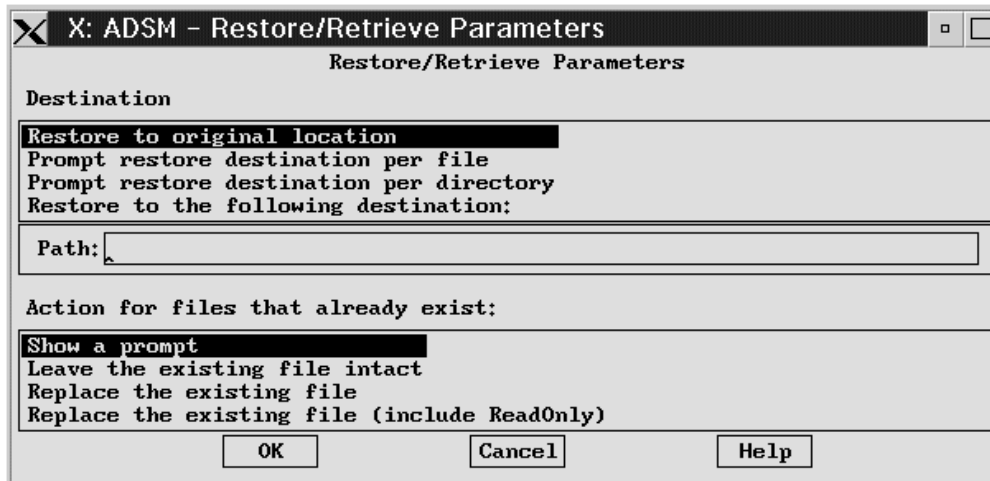 X: ADSM – Restore/Retrieve Parameters
Restore/Retrieve Parameters
Destination
Restore to original location
Prompt restore destination per file
Prompt restore destination per directory
Restore to the following destination:
Path:
Action for files that already exist:
Show a prompt
Leave the existing file intact
Replace the existing file
Replace the existing file (include ReadOnly)
OK Cancel Help